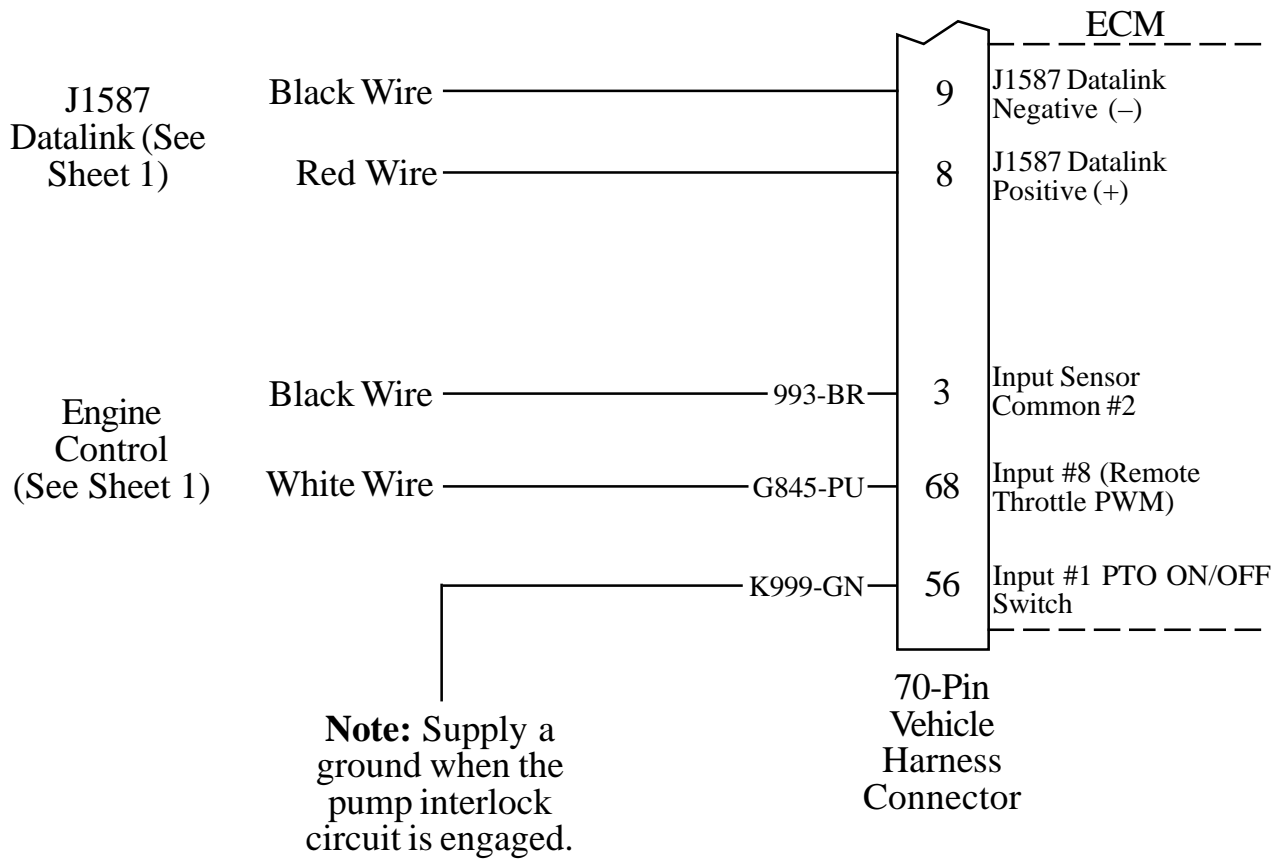 ECM
J1587
Datalink (See
Sheet 1)
Black Wire
9
J1587 Datalink
Negative (–)
Red Wire
8
J1587 Datalink
Positive (+)
Engine
Control
(See Sheet 1)
Black Wire
993-BR
3
Input Sensor
Common #2
White Wire
G845-PU
68
Input #8 (Remote
Throttle PWM)
K999-GN
56
Input #1 PTO ON/OFF
Switch
Note: Supply a
ground when the
pump interlock
circuit is engaged.
70-Pin
Vehicle
Harness
Connector